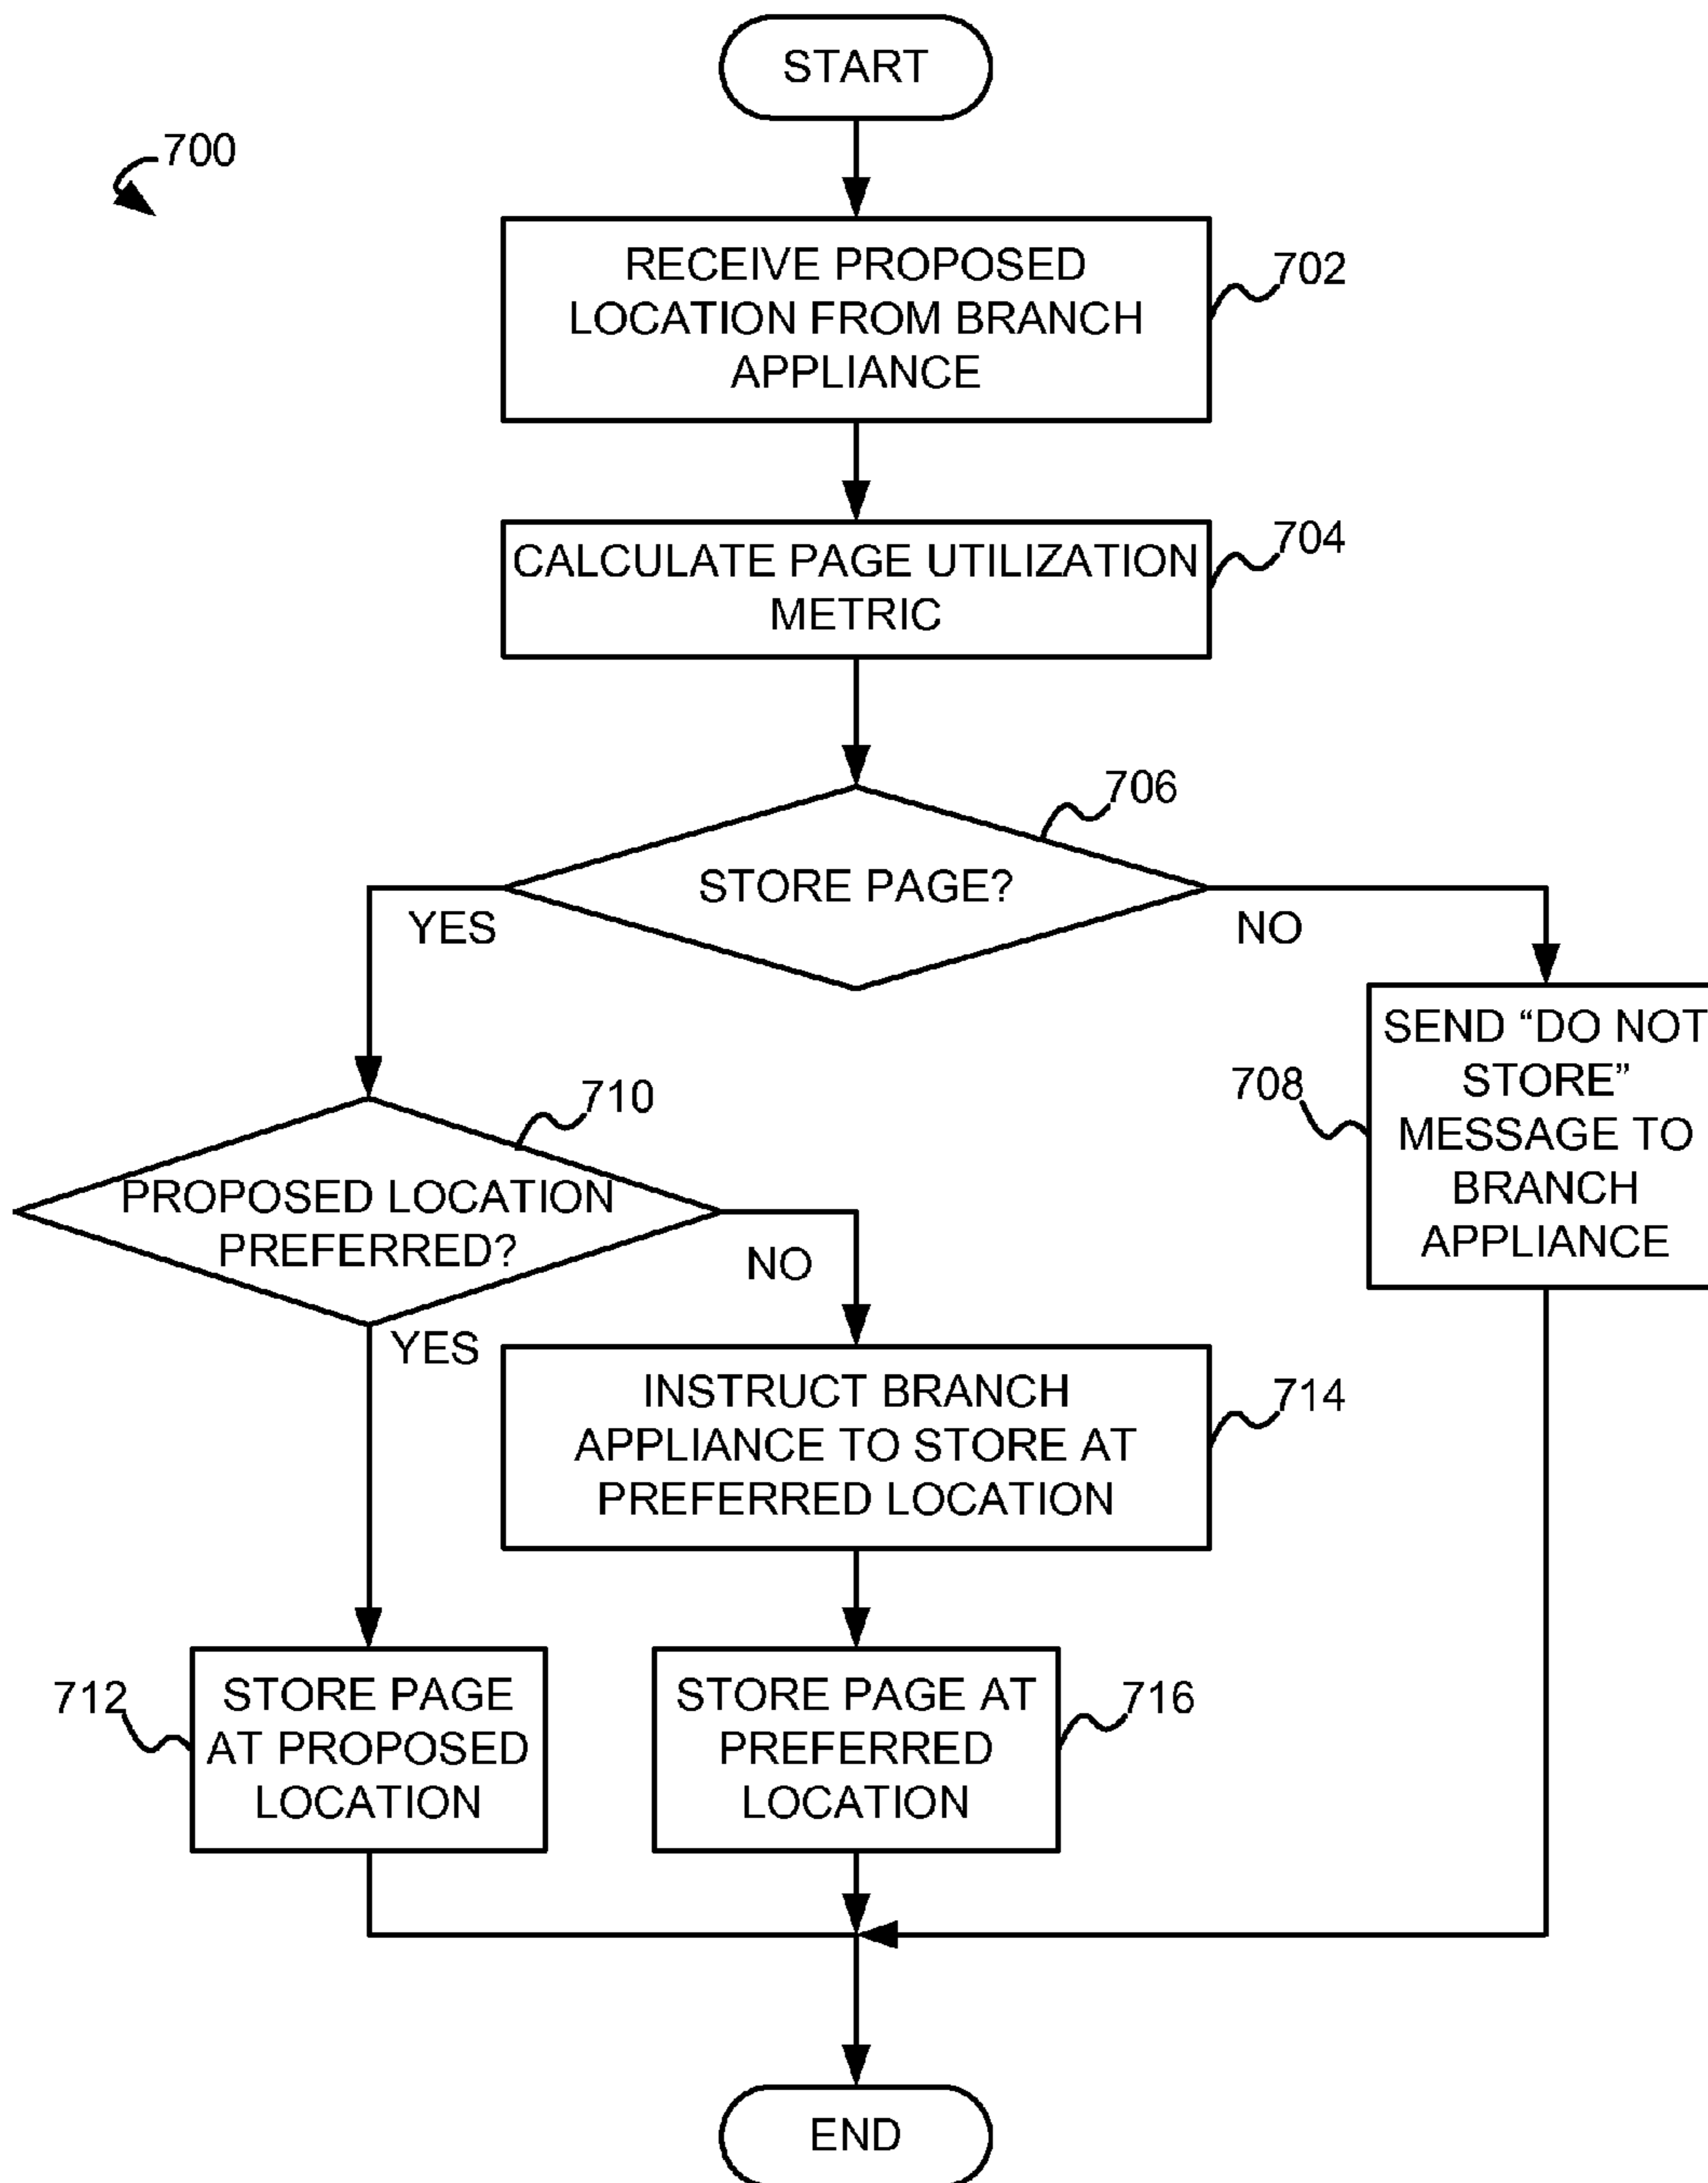 START
700
RECEIVE PROPOSED
LOCATION FROM BRANCH
APPLIANCE
702
CALCULATE PAGE UTILIZATION
METRIC
704
706
STORE PAGE?
YES
NO
SEND “DO NOT
STORE”
MESSAGE TO
BRANCH
APPLIANCE
708
710
PROPOSED LOCATION
PREFERRED?
NO
YES
INSTRUCT BRANCH
APPLIANCE TO STORE AT
PREFERRED LOCATION
714
712
STORE PAGE
AT PROPOSED
LOCATION
STORE PAGE AT
PREFERRED
LOCATION
716
END